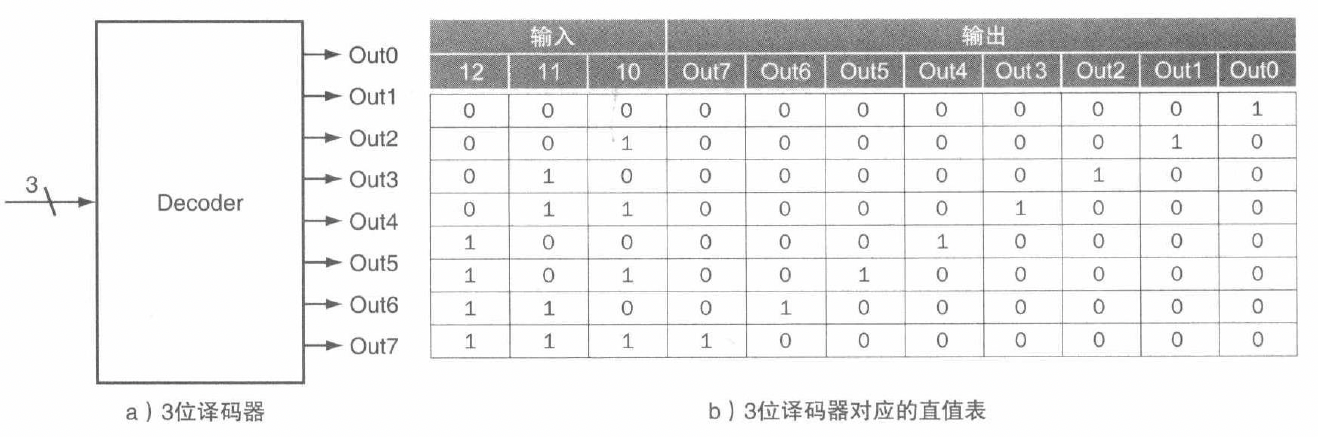 3
Decoder
Out0
Out1
Out2
Out3
Out4
Out5
Out6
Out7
a）3位译码器
输入 输出
12 11 10 Out7 Out6 Out5 Out4 Out3 Out2 Out1 Out0
0 0 0 0 0 0 0 0 0 0 1
0 0 1 0 0 0 0 0 0 1 0
0 1 0 0 0 0 0 0 1 0 0
0 1 1 0 0 0 0 1 0 0 0
1 0 0 0 0 0 1 0 0 0 0
1 0 1 0 0 1 0 0 0 0 0
1 1 0 0 1 0 0 0 0 0 0
1 1 1 1 0 0 0 0 0 0 0
b）3位译码器对应的直值表